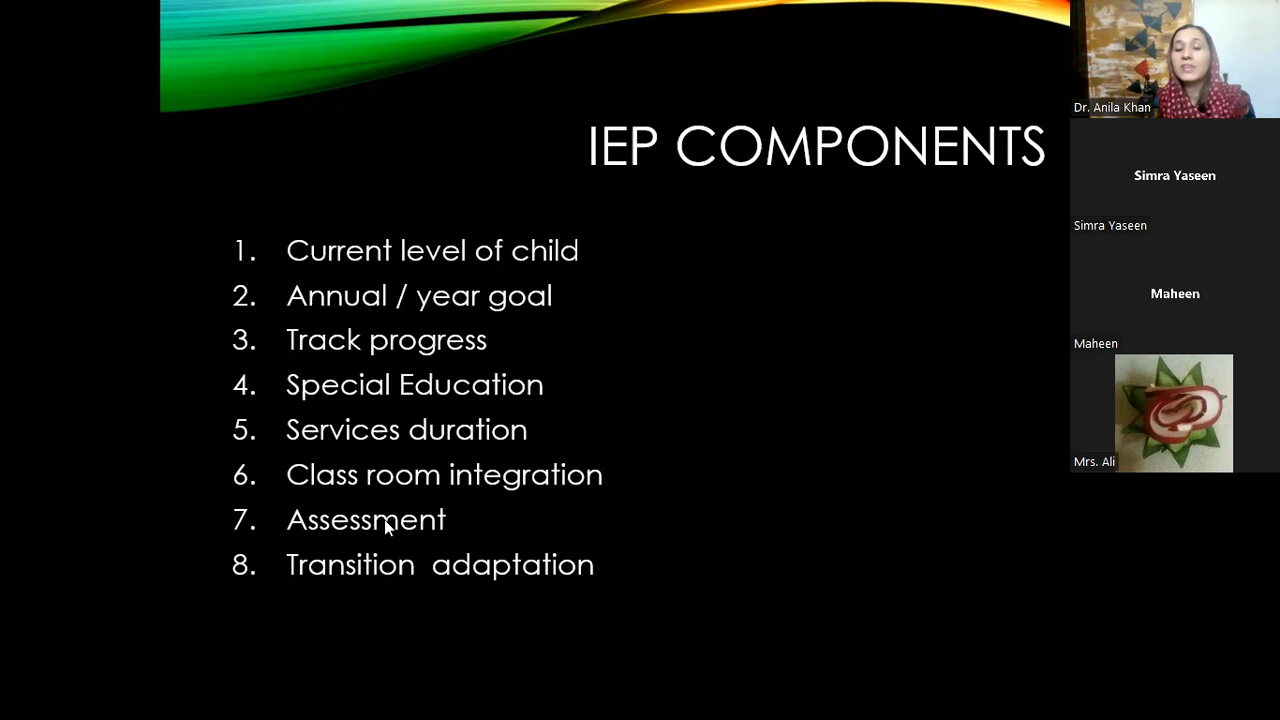 IEP COMPONENTS
1. Current level of child
2. Annual / year goal
3. Track progress
4. Special Education
5. Services duration
6. Class room integration
7. Assessment
8. Transition adaptation
Dr. Anila Khan
Simra Yaseen
Simra Yaseen
Maheen
Maheen
Mrs. Ali